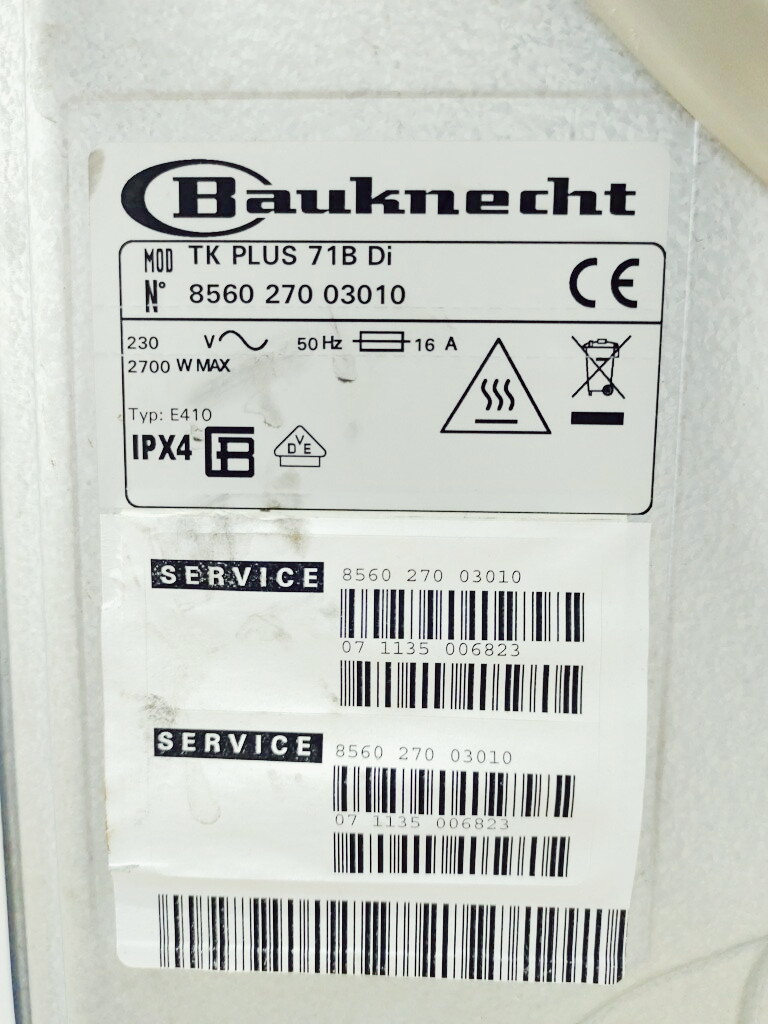 Bauknecht
MOD TK PLUS 71B Di
N° 8560 270 03010
CE
230 V 50 Hz 16 A
2700 W MAX
Typ: E410
IPX4
DVE
SERVICE 8560 270 03010
07 1135 006823
SERVICE 8560 270 03010
07 1135 006823